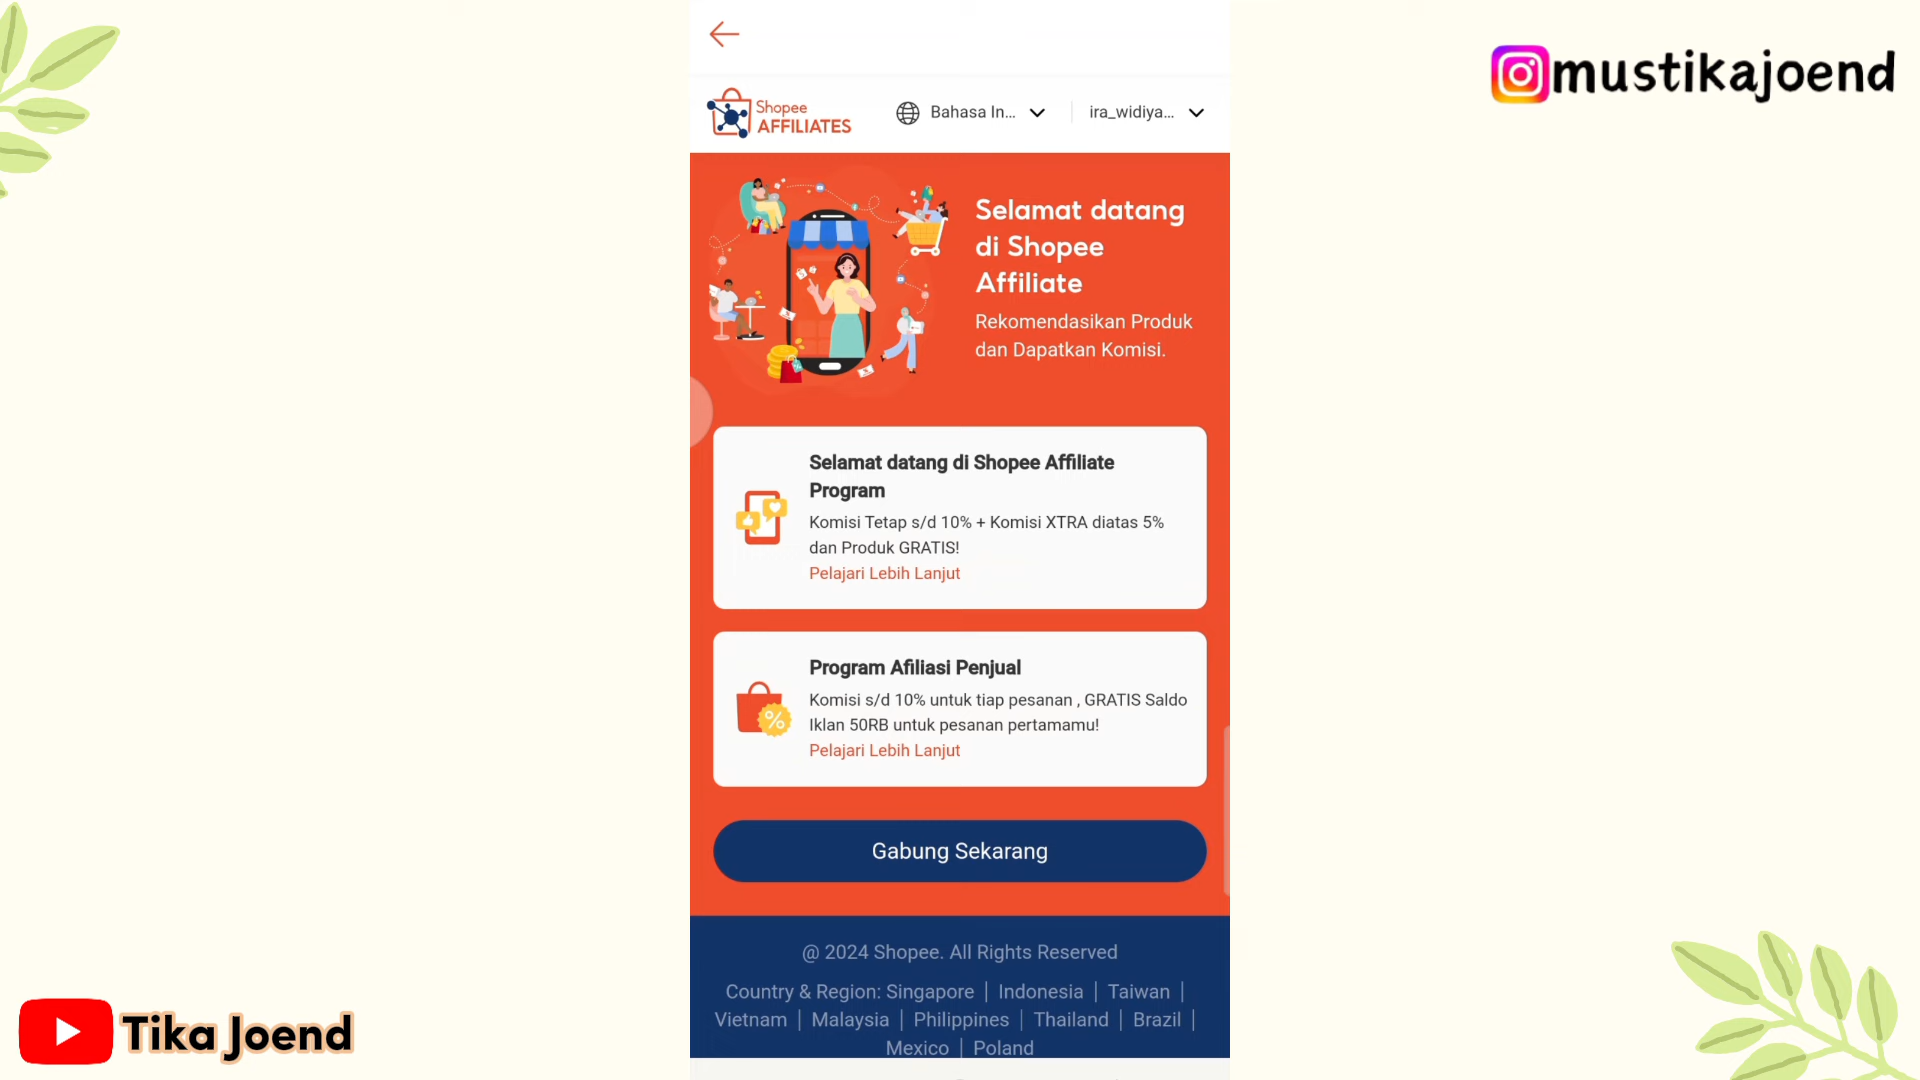 mustikajoend
Shopee
AFFILIATES
Bahasa In...
ira_widiya...
Selamat datang
di Shopee
Affiliate
Rekomendasikan Produk
dan Dapatkan Komisi.
Selamat datang di Shopee Affiliate
Program
Komisi Tetap s/d 10% + Komisi XTRA diatas 5%
dan Produk GRATIS!
Pelajari Lebih Lanjut
Program Afiliasi Penjual
Komisi s/d 10% untuk tiap pesanan , GRATIS Saldo
Iklan 50RB untuk pesanan pertamamu!
Pelajari Lebih Lanjut
Gabung Sekarang
@ 2024 Shopee. All Rights Reserved
Country & Region: Singapore | Indonesia | Taiwan |
Vietnam | Malaysia | Philippines | Thailand | Brazil |
Mexico | Poland
Tika Joend